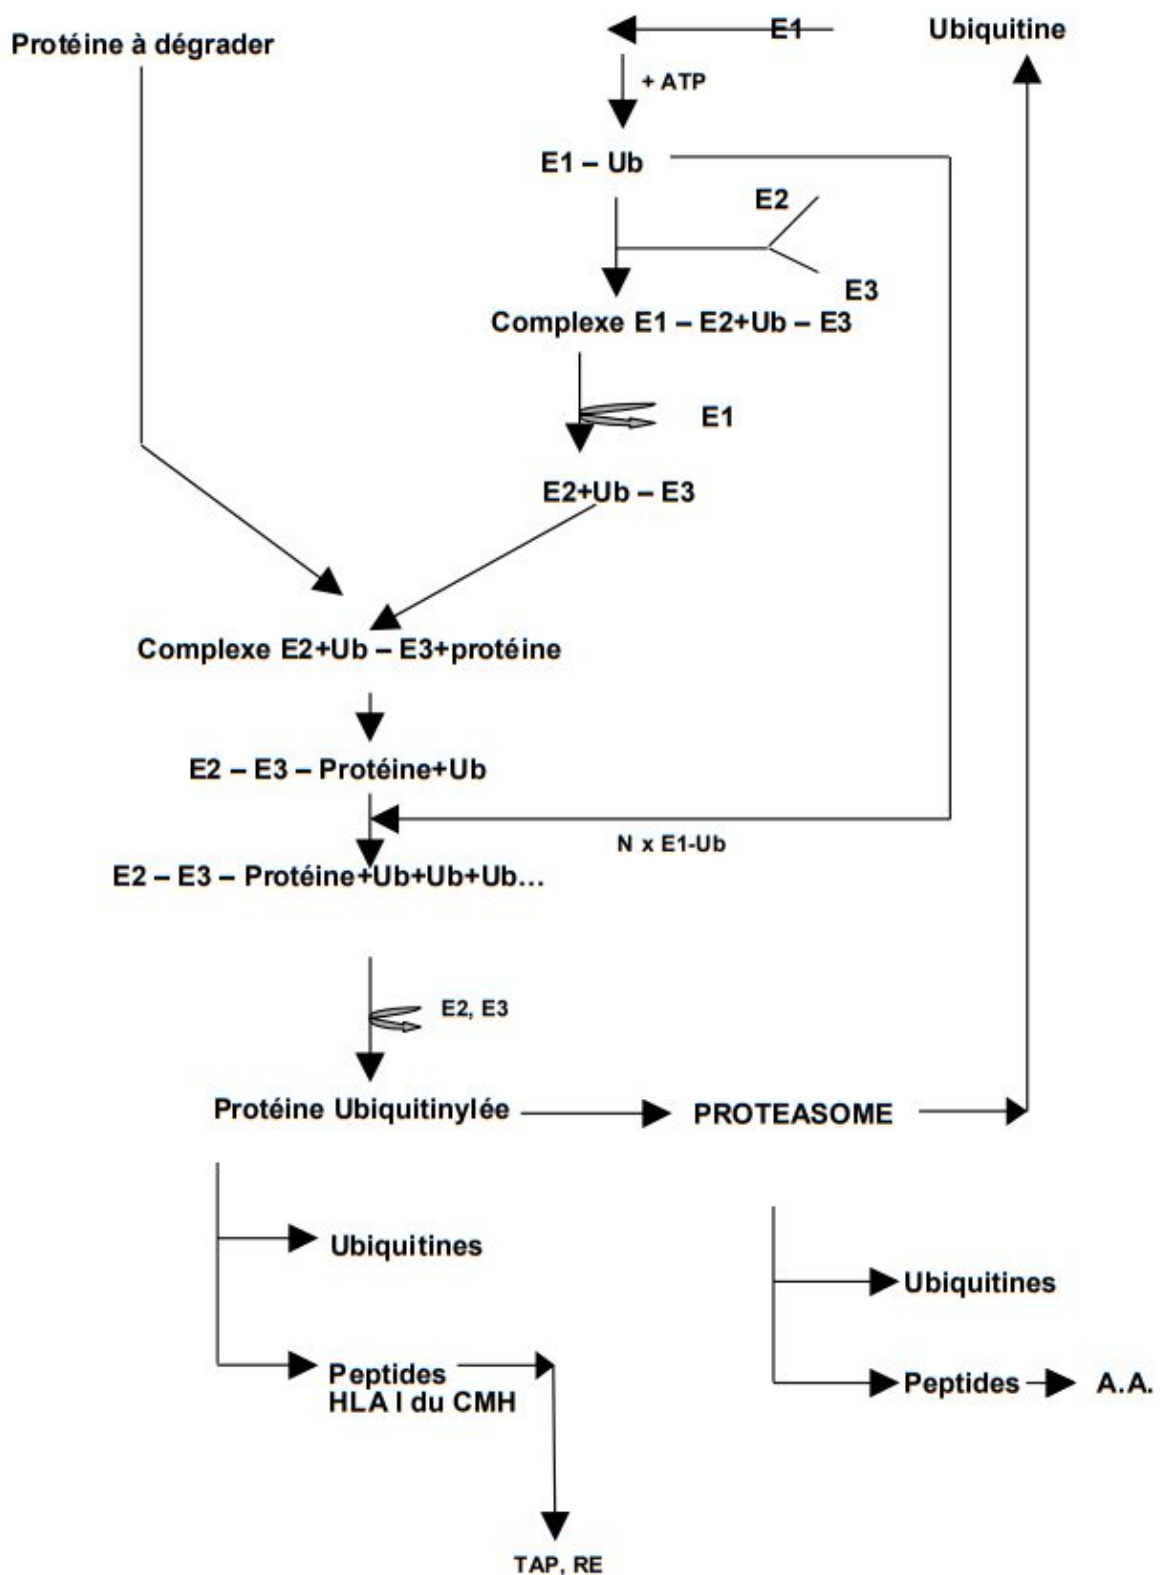 Protéine à dégrader
E1
Ubiquitine
+ ATP
E1 – Ub
E2
E3
Complexe E1 – E2+Ub – E3
E1
E2+Ub – E3
Complexe E2+Ub – E3+protéine
E2 – E3 – Protéine+Ub
N x E1-Ub
E2 – E3 – Protéine+Ub+Ub+Ub…
E2, E3
Protéine Ubiquitinylée
PROTEASOME
Ubiquitines
Ubiquitines
Peptides
HLA I du CMH
Peptides
A.A.
TAP, RE